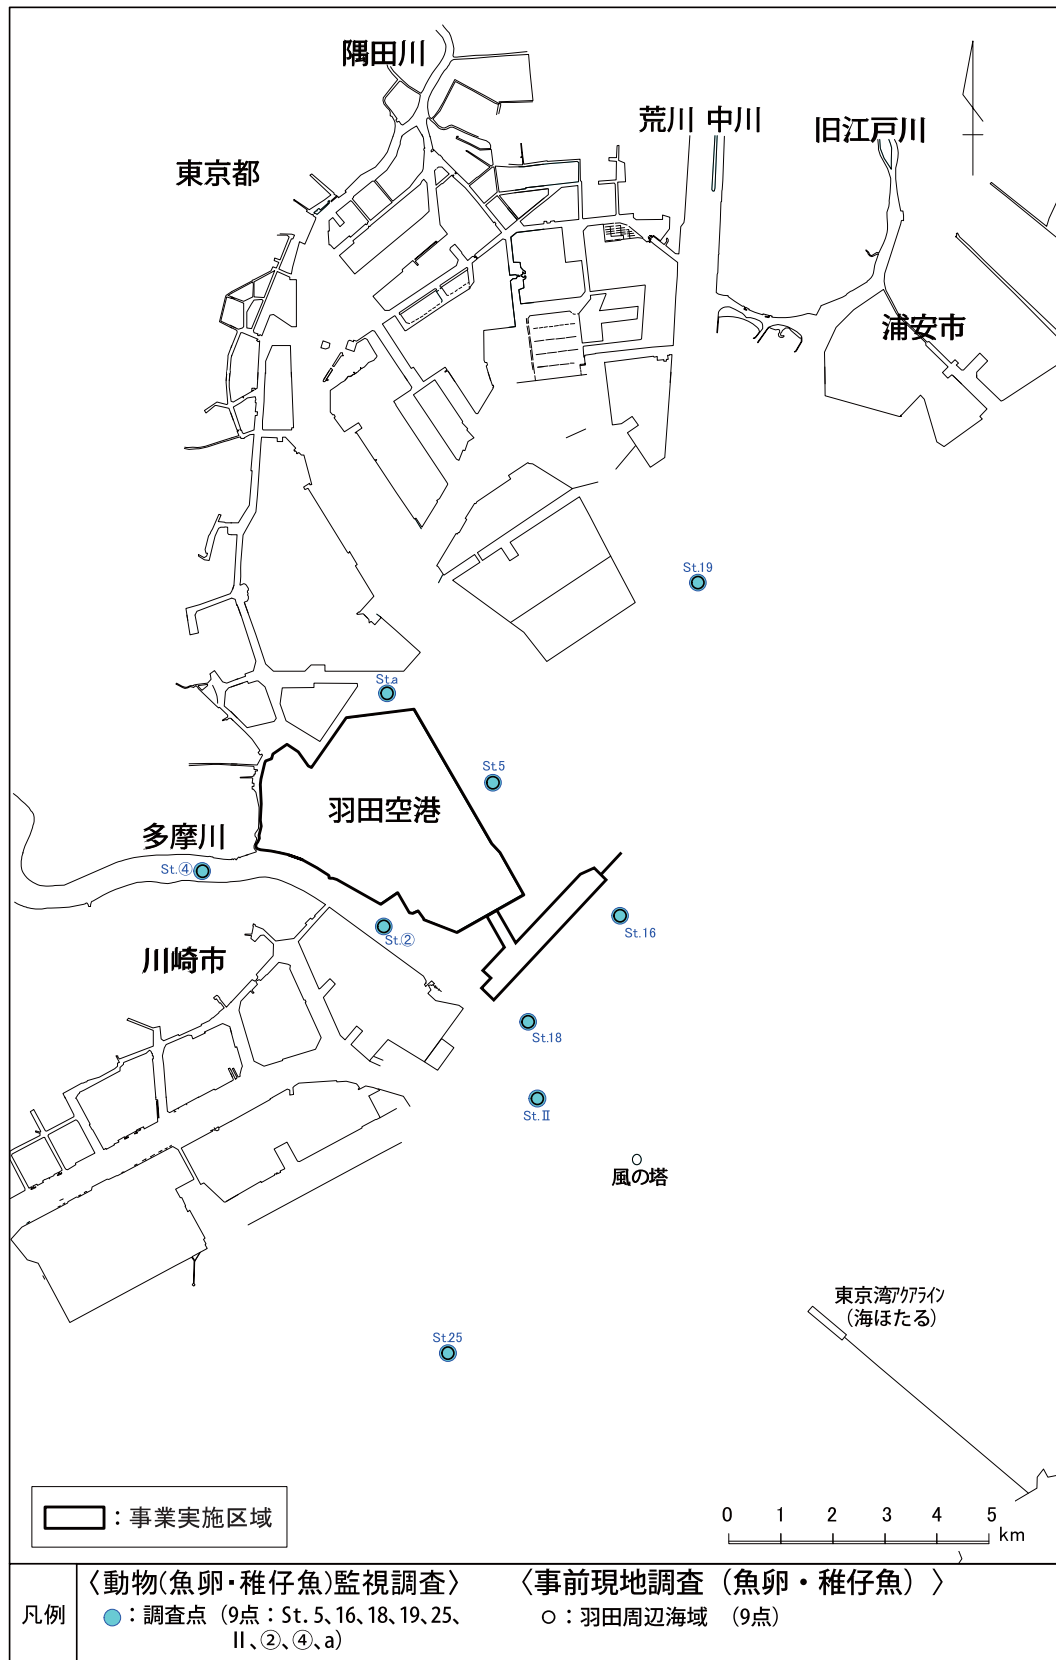 隅田川
荒川 中川
旧江戸川
東京都
浦安市
St.19
St.a
St.5
羽田空港
多摩川
St.④
St.②
St.16
川崎市
St.18
St.Ⅱ
風の塔
東京湾アクアライン
(海ほたる)
St.25
:事業実施区域
0 1 2 3 4 5
km
凡例
〈動物(魚卵・稚仔魚)監視調査〉
:調査点 (9点:St. 5、16、18、19、25、
Ⅱ、②、④、a)
〈事前現地調査 (魚卵・稚仔魚) 〉
:羽田周辺海域 (9点)